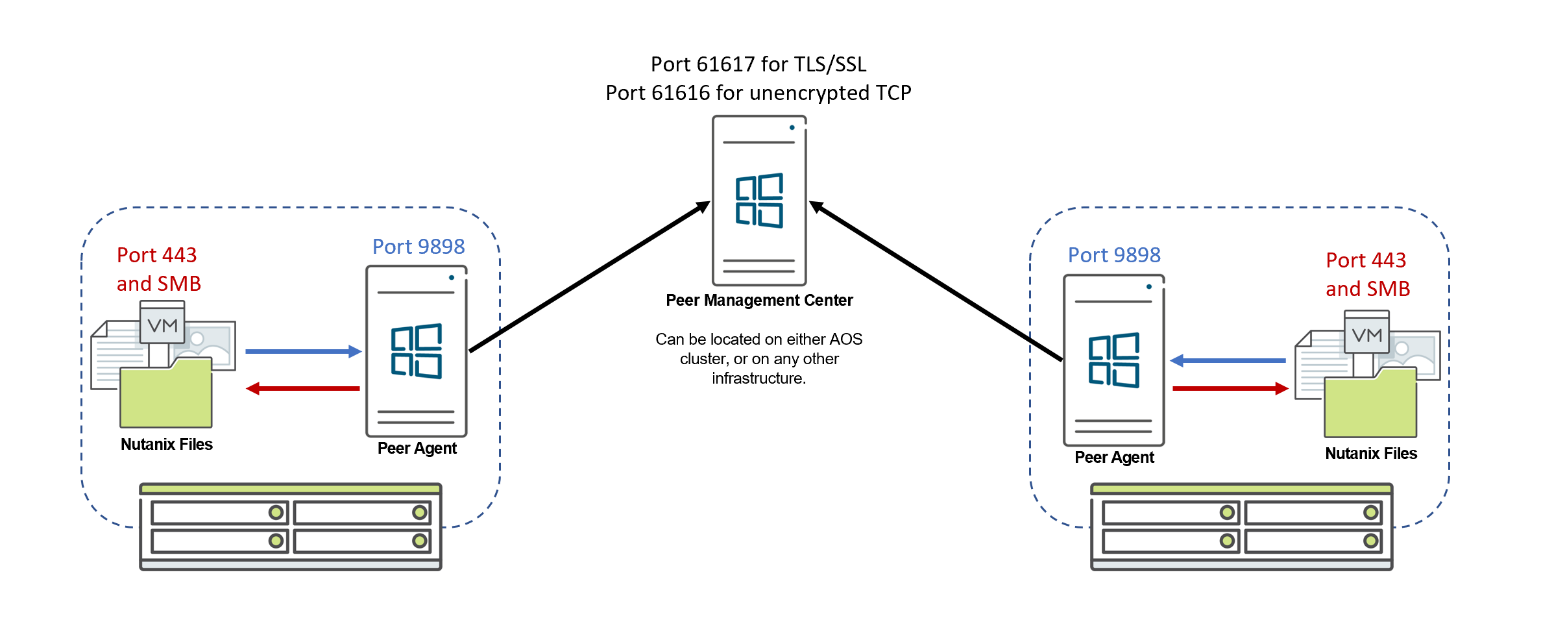 Port 61617 for TLS/SSL
Port 61616 for unencrypted TCP
Peer Management Center
Can be located on either AOS
cluster, or on any other
infrastructure.
Port 443
and SMB
Port 9898
VM
Nutanix Files
Peer Agent
Port 9898
Port 443
and SMB
VM
Peer Agent
Nutanix Files